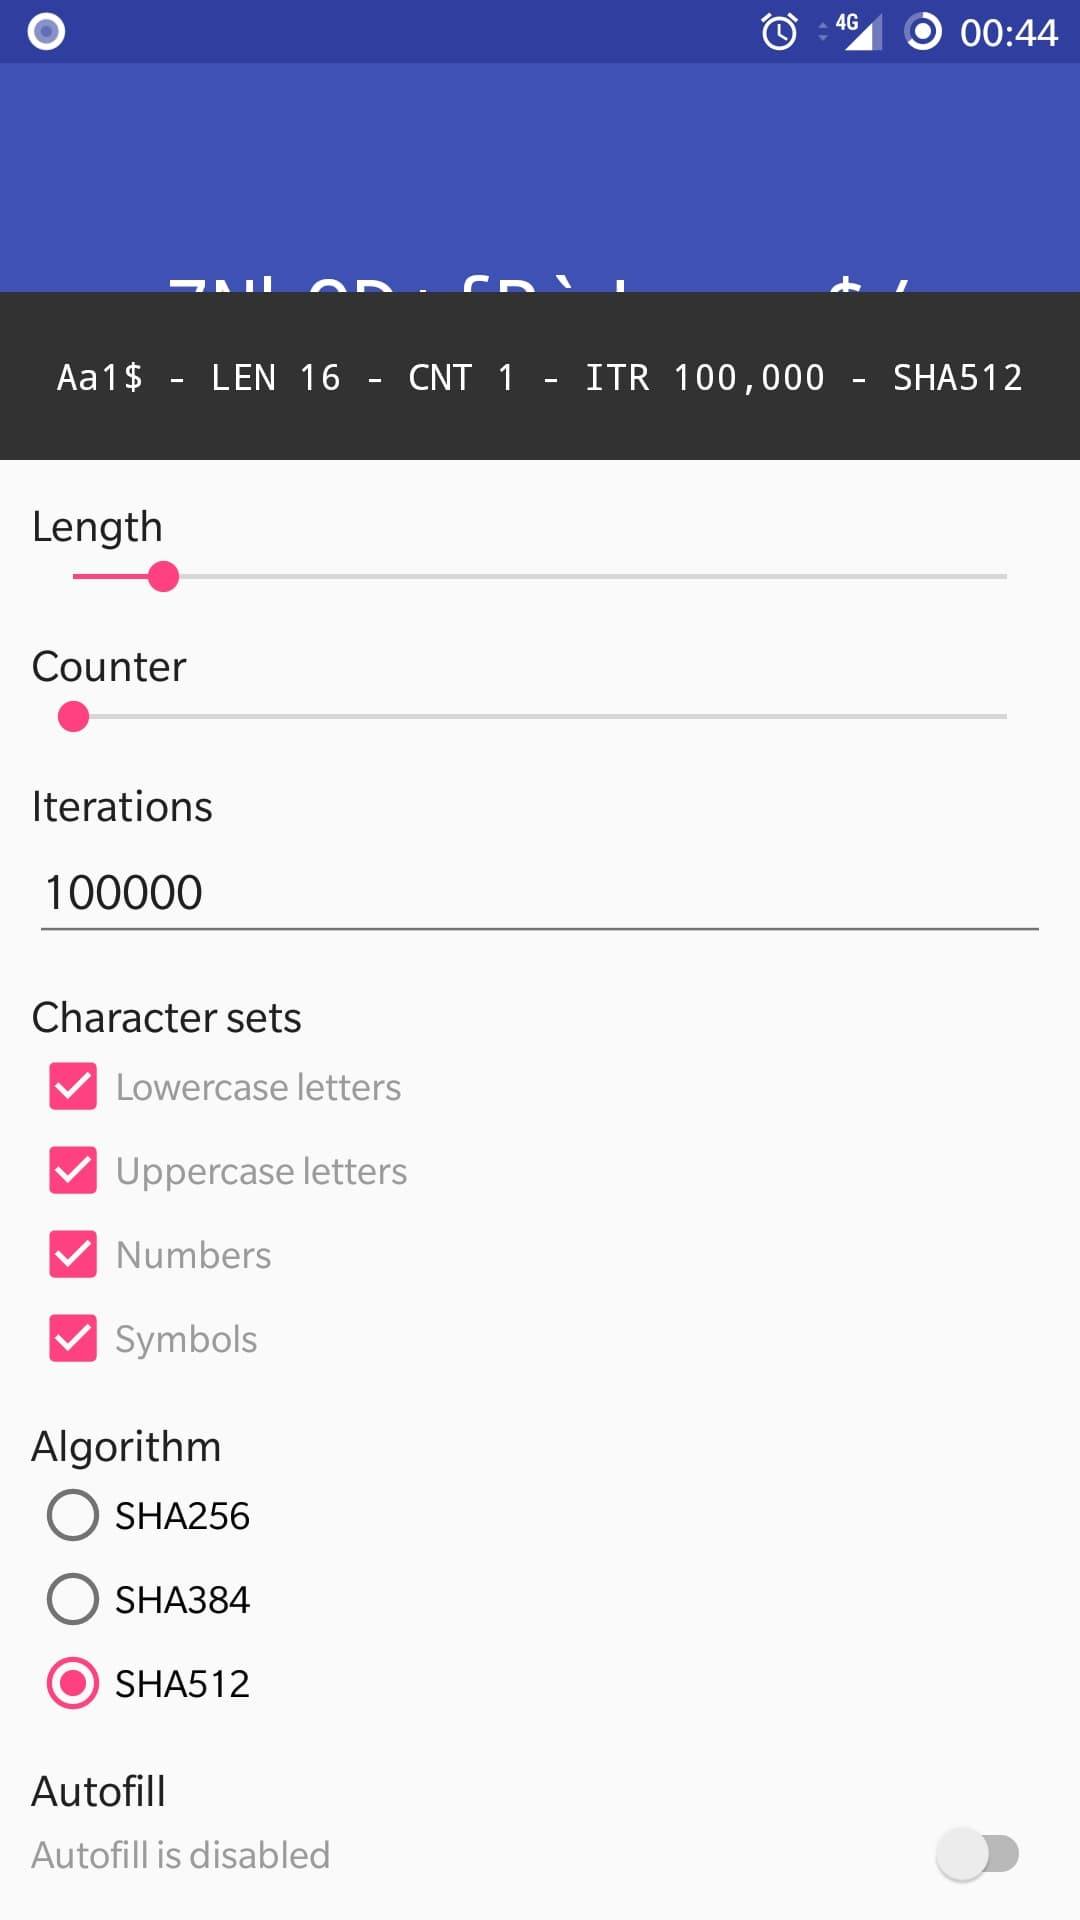 4G 00:44
Aa1$ - LEN 16 - CNT 1 - ITR 100,000 - SHA512
Length
Counter
Iterations
100000
Character sets
Lowercase letters
Uppercase letters
Numbers
Symbols
Algorithm
SHA256
SHA384
SHA512
Autofill
Autofill is disabled